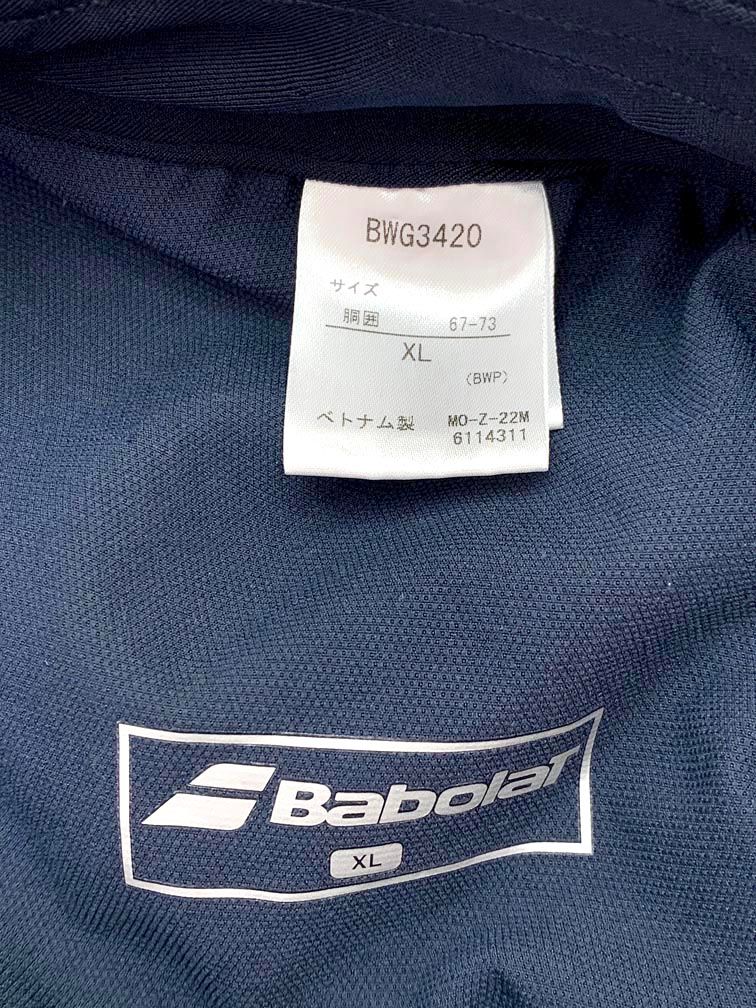 BWG3420
サイズ
胴囲 67-73
XL
(BWP)
ベトナム製 MO-Z-22M
6114311
BaboLaT
XL